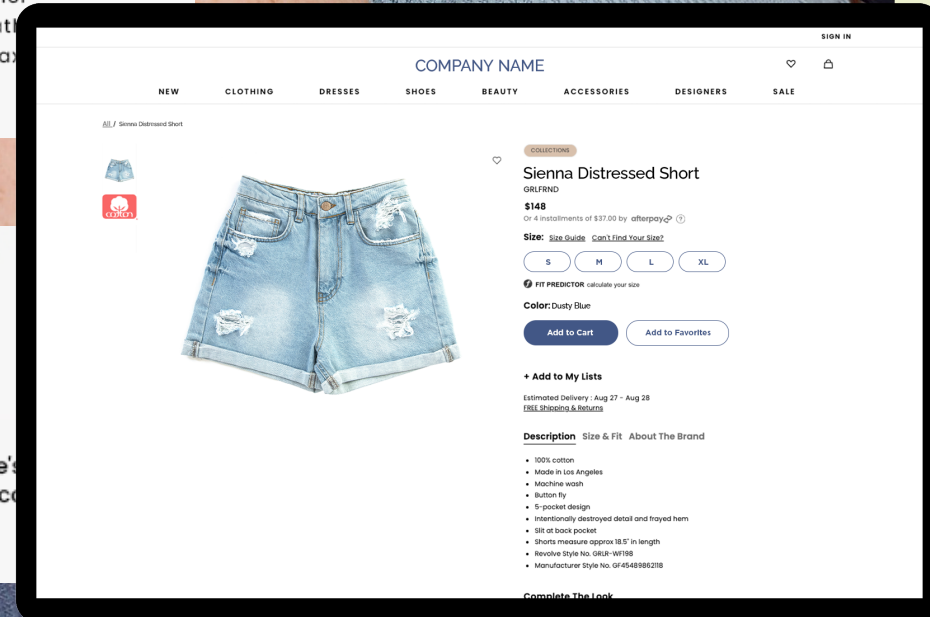 SIGN IN
COMPANY NAME
NEW CLOTHING DRESSES SHOES BEAUTY ACCESSORIES DESIGNERS SALE
All / Sienna Distressed Short
cotton
COLLECTIONS
Sienna Distressed Short
GRLFRND
$148
Or 4 installments of $37.00 by afterpay ?
Size: Size Guide Can't Find Your Size?
S M L XL
FIT PREDICTOR calculate your size
Color: Dusty Blue
Add to Cart Add to Favorites
+ Add to My Lists
Estimated Delivery : Aug 27 - Aug 28
FREE Shipping & Returns
Description Size & Fit About The Brand
• 100% cotton
• Made in Los Angeles
• Machine wash
• Button fly
• 5-pocket design
• Intentionally destroyed detail and frayed hem
• Slit at back pocket
• Shorts measure approx 18.5" in length
• Revolve Style No. GRLR-WF198
• Manufacturer Style No. GF45489862118
Complete The Look